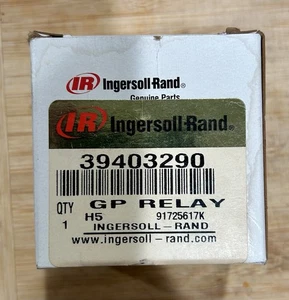 IR Ingersoll-Rand®
Genuine Parts
IR Ingersoll-Rand®
39403290
QTY GP RELAY
1 H5 91725617K
INGERSOLL-RAND
www.ingersoll-rand.com